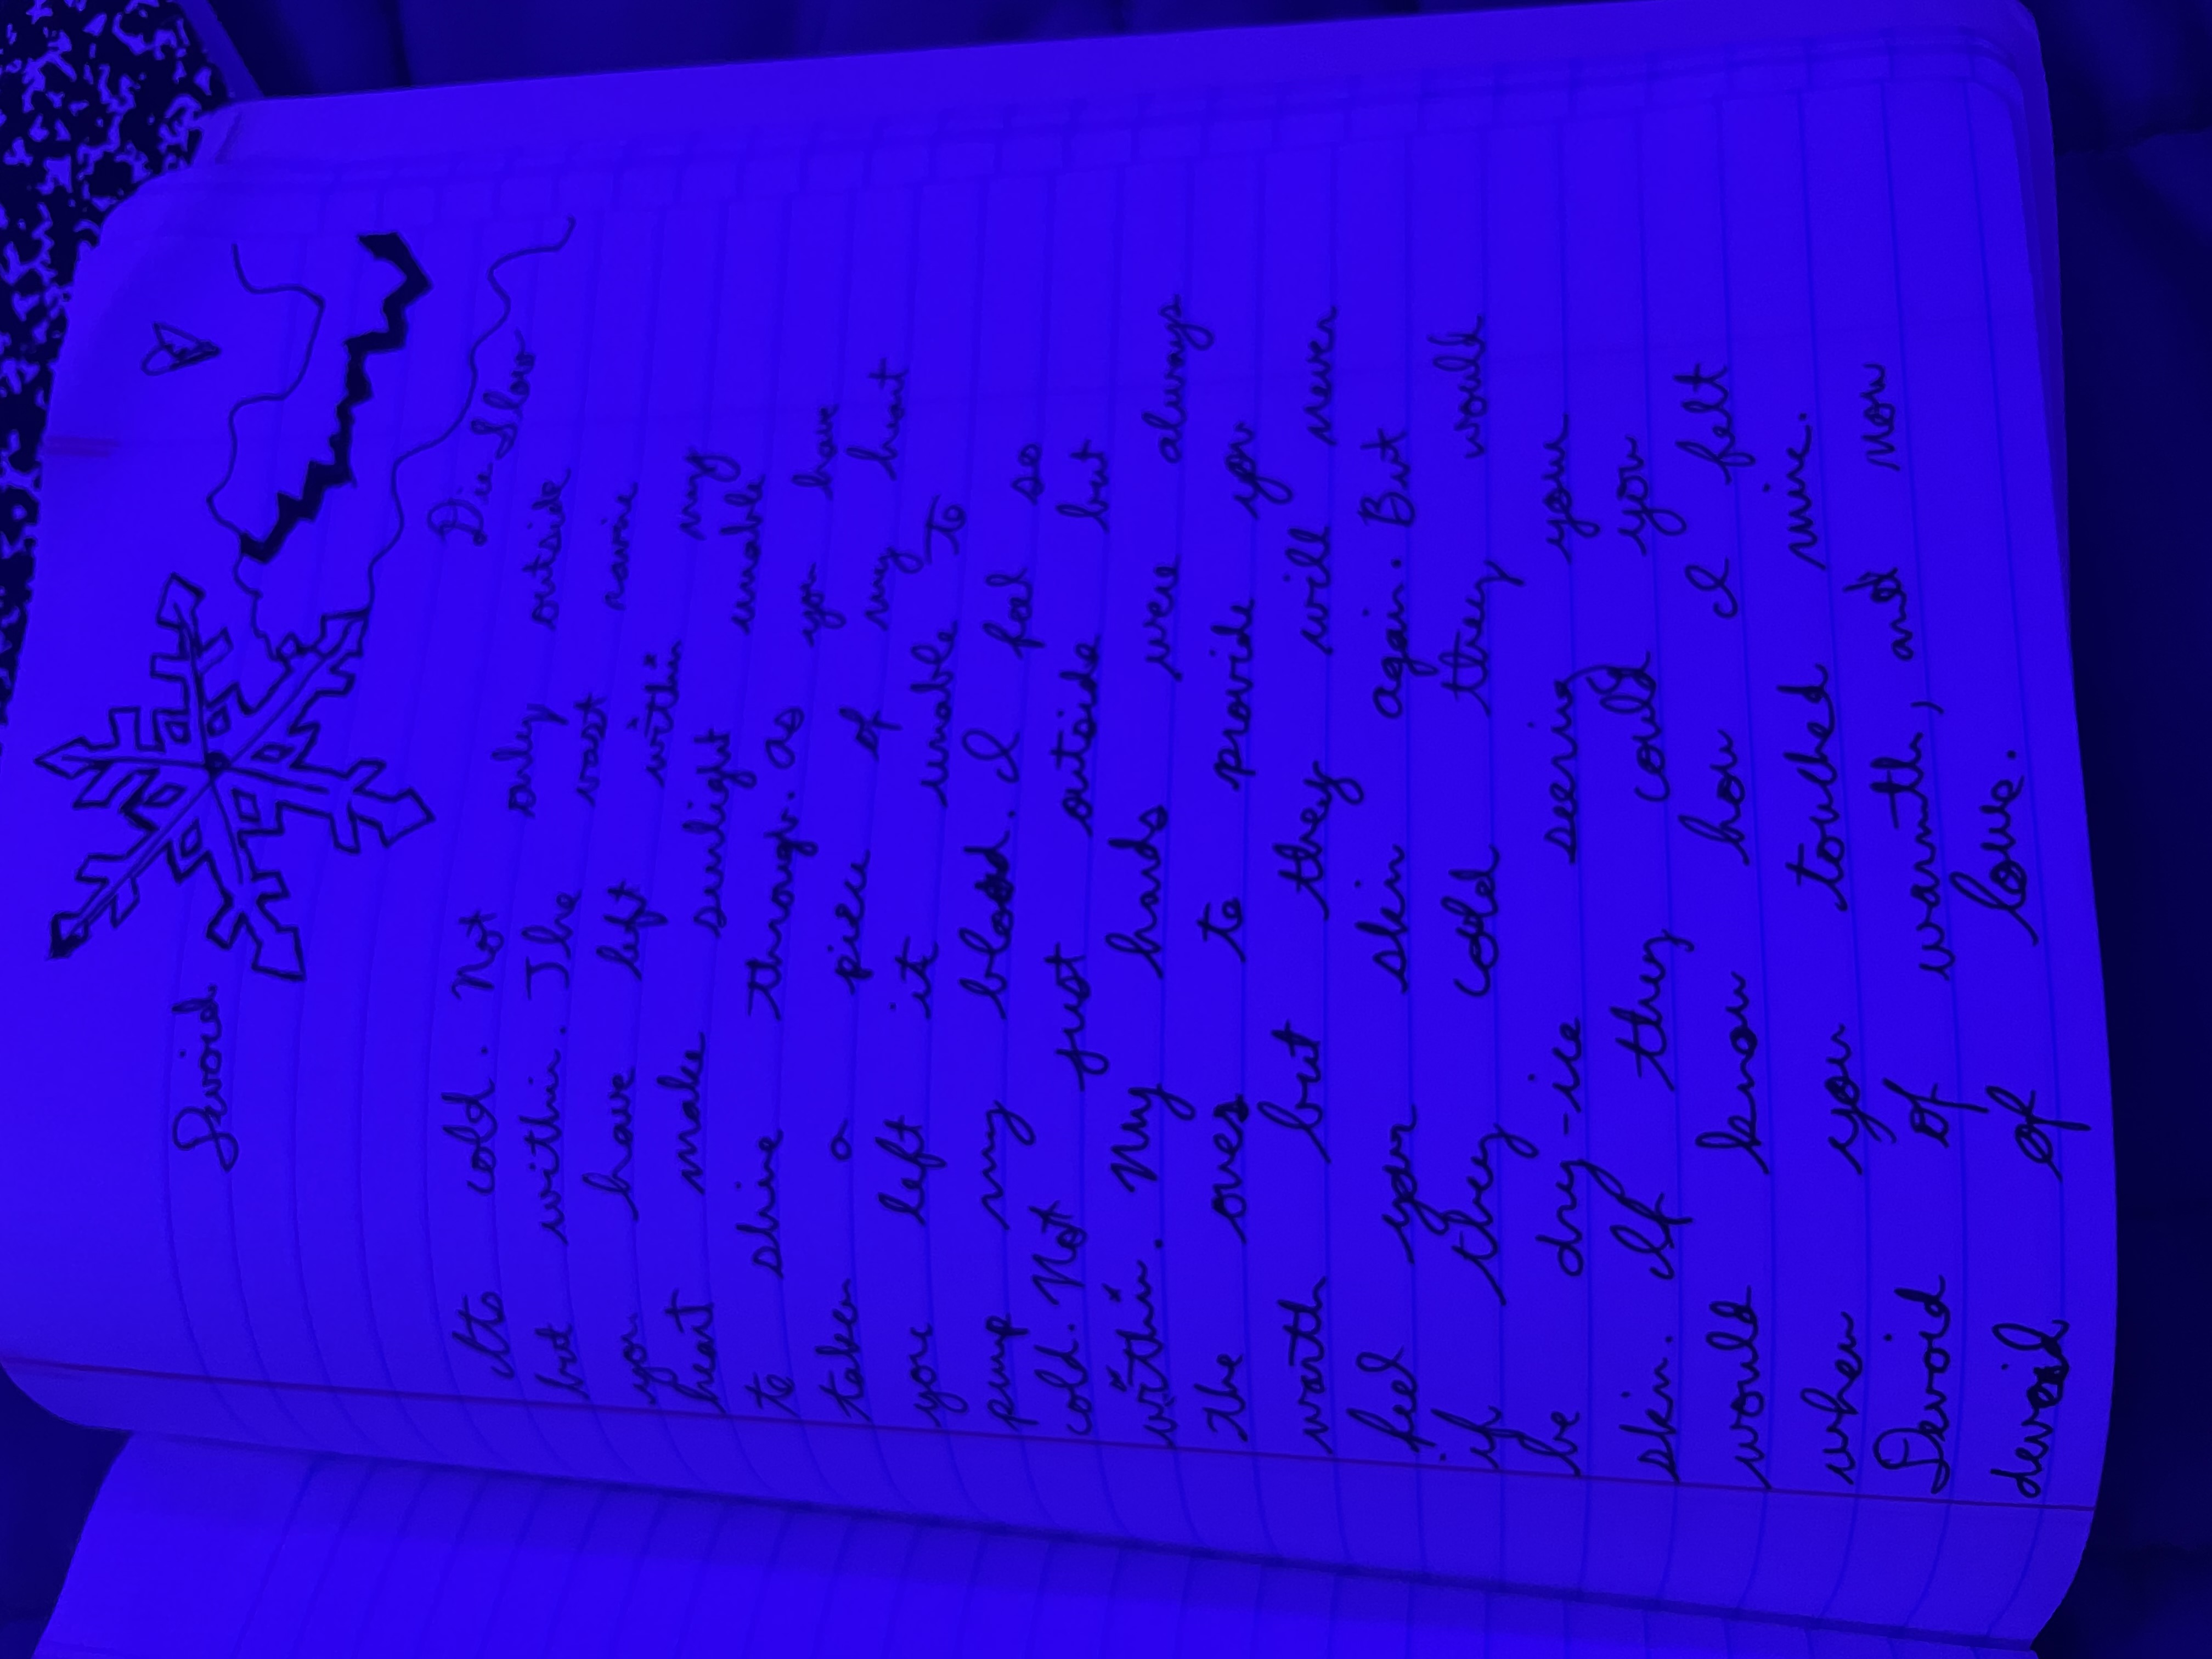 Devoid
Die Slow
Its cold. Not only outside
but within. The vast ravine
you have left within my
heart make sunlight unable
to shine through. As you have
taken a piece of my heart
you left it unable to
pump my blood. I feel so
cold. Not just outside but
within. My hands were always
the ones to provide you
warth but they will never
feel your skin again. But
if they could they would
be dry-ice seering your
skin. If they could you
would know how I felt
when you touched mine.
Devoid of warmth, and now
devoid of love.